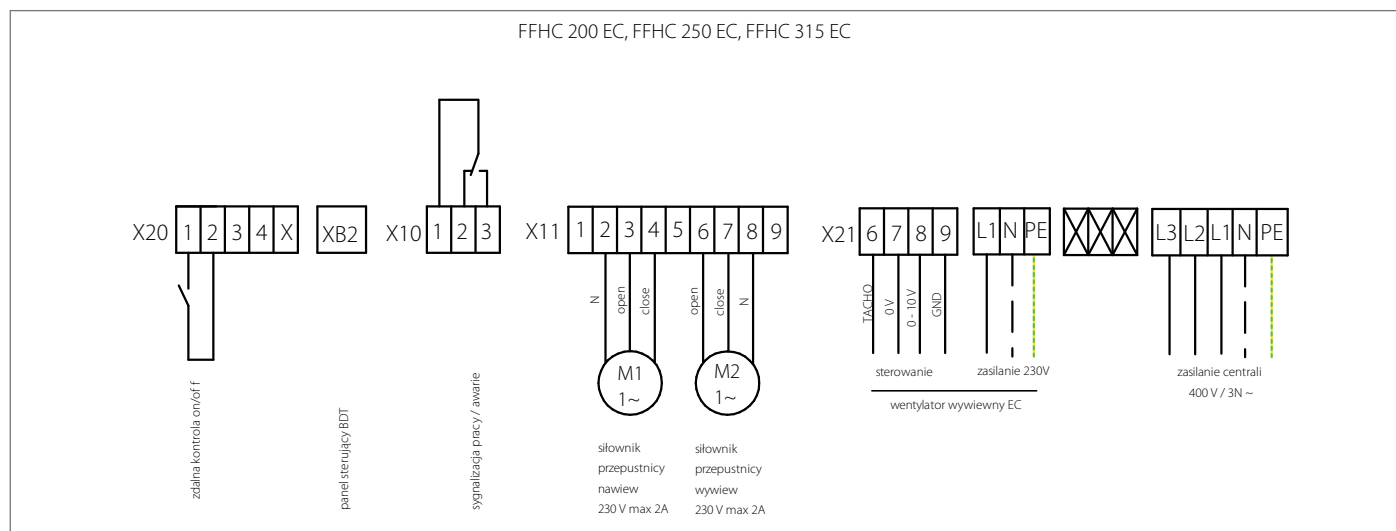 FFHC 200 EC, FFHC 250 EC, FFHC 315 EC
X20 1 2 3 4 X
XB2
X10 1 2 3
X11 1 2 3 4 5 6 7 8 9
X21 6 7 8 9
L1 N PE
L3 L2 L1 N PE
N
open
close
open
close
N
TACHO
0 V
0 - 10 V
GND
M1
1~
M2
1~
sterowanie
zasilanie 230V
wentylator wywiewny EC
zasilanie centrali
400 V / 3N ~
zdalna kontrola on/of f
panel sterujący BDT
sygnalizacja pracy / awarie
siłownik
przepustnicy
nawiew
230 V max 2A
siłownik
przepustnicy
wywiew
230 V max 2A